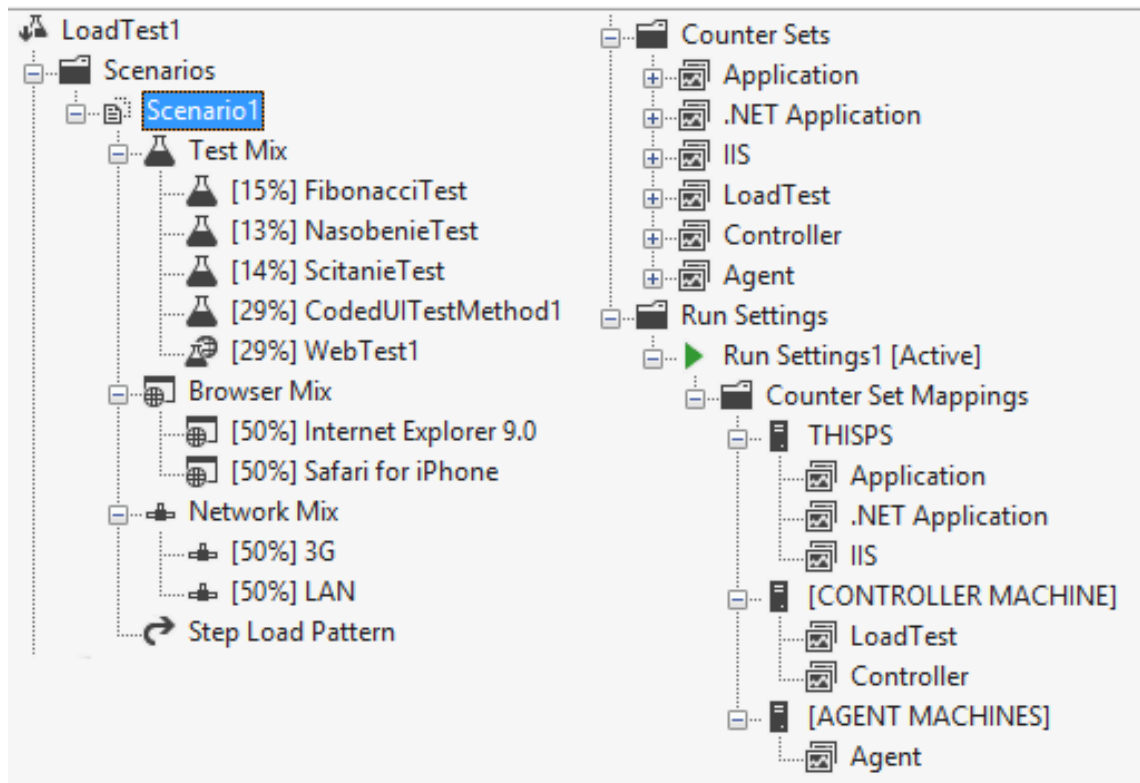 LoadTest1
Scenarios
Scenario1
Test Mix
[15%] FibonacciTest
[13%] NasobenieTest
[14%] ScitanieTest
[29%] CodedUITestMethod1
[29%] WebTest1
Browser Mix
[50%] Internet Explorer 9.0
[50%] Safari for iPhone
Network Mix
[50%] 3G
[50%] LAN
Step Load Pattern
Counter Sets
Application
.NET Application
IIS
LoadTest
Controller
Agent
Run Settings
Run Settings1 [Active]
Counter Set Mappings
THISPS
Application
.NET Application
IIS
[CONTROLLER MACHINE]
LoadTest
Controller
[AGENT MACHINES]
Agent